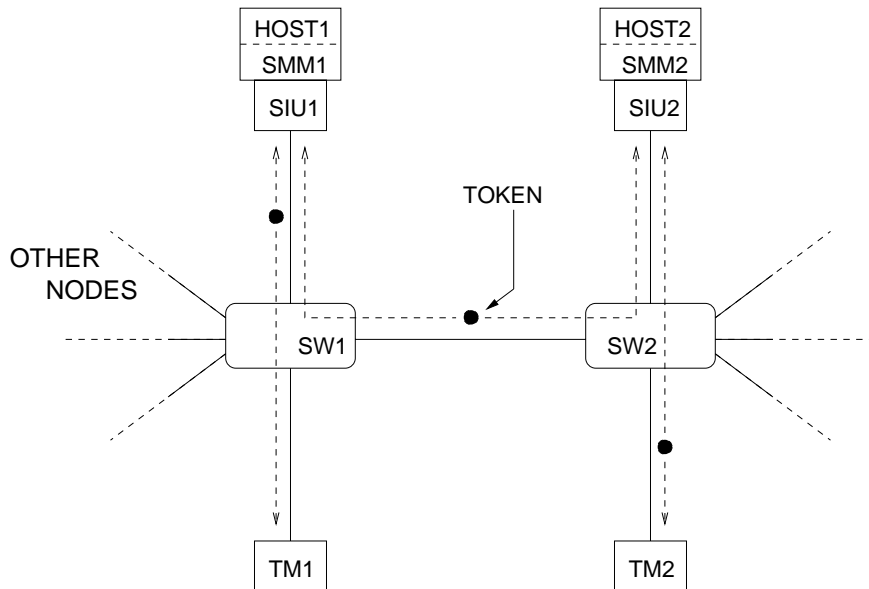 HOST1
SMM1
SIU1
HOST2
SMM2
SIU2
TOKEN
OTHER
NODES
SW1
SW2
TM1
TM2